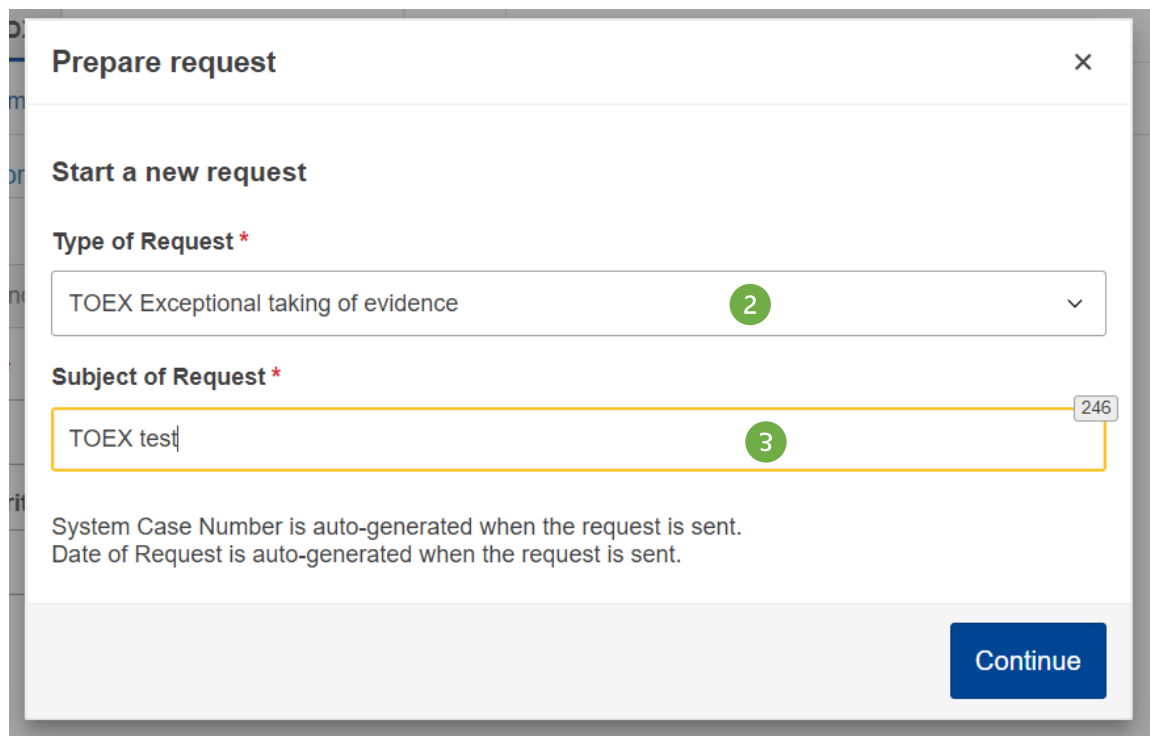 Prepare request
Start a new request
Type of Request *
TOEX Exceptional taking of evidence
2
Subject of Request *
246
TOEX test
3
System Case Number is auto-generated when the request is sent.
Date of Request is auto-generated when the request is sent.
Continue